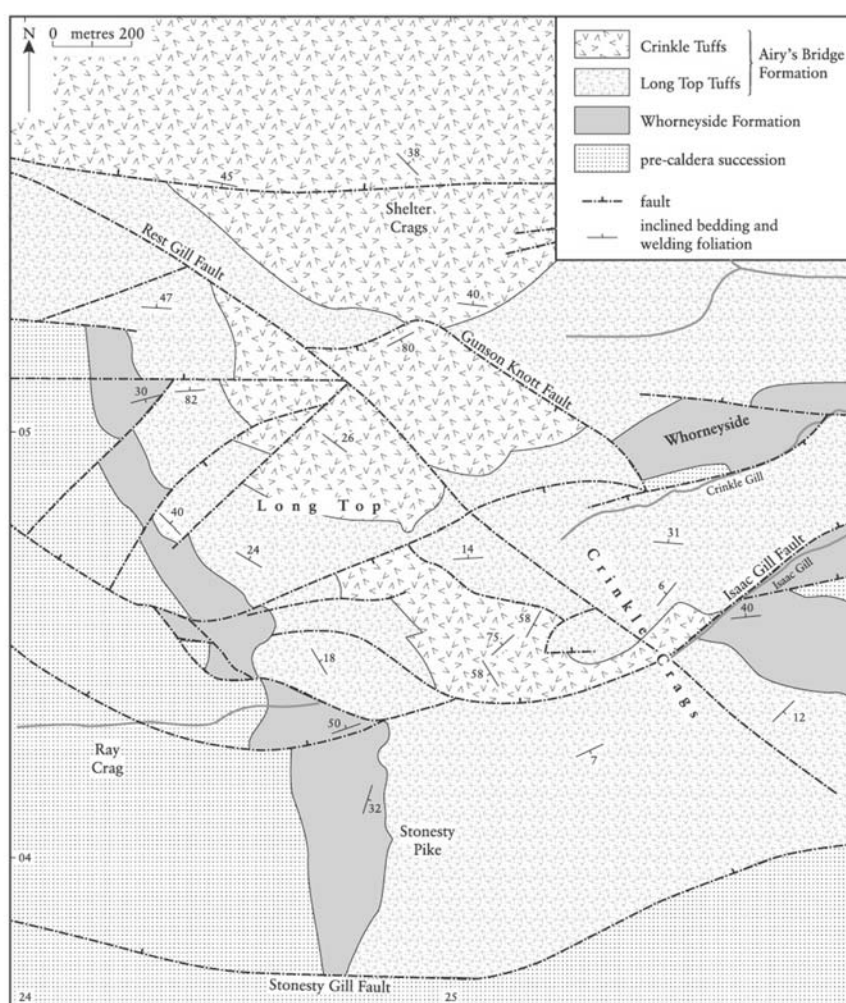 N 0 metres 200
Crinkle Tuffs
Airy's Bridge
Formation
Long Top Tuffs
Whorneyside Formation
pre-caldera succession
fault
inclined bedding and
welding foliation
38
45
Shelter
Crags
Rest Gill Fault
47
40
80
Gunson Knott Fault
30
82
05
Whorneyside
26
Crinkle Gill
Long Top
40
31
24
14
Crinkle Crags
Isaac Gill Fault
Isaac Gill
6
40
58
75
18
58
12
50
Ray
Crag
7
32
Stonesty
Pike
04
Stonesty Gill Fault
24
25